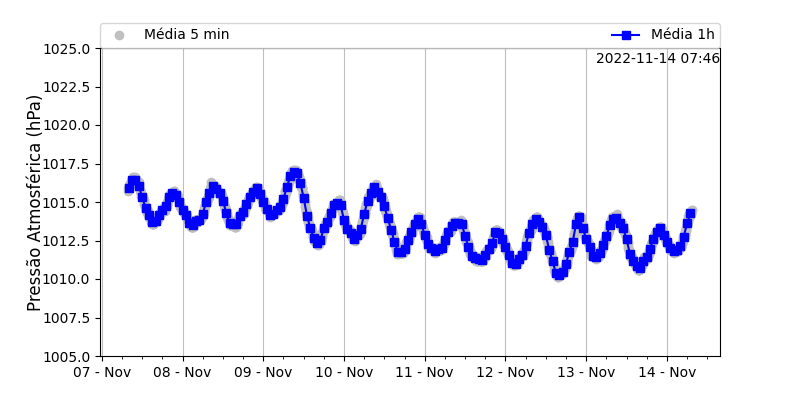 Média 5 min
Média 1h
2022-11-14 07:46
Pressão Atmosférica (hPa)
1025.0
1022.5
1020.0
1017.5
1015.0
1012.5
1010.0
1007.5
1005.0
07 - Nov
08 - Nov
09 - Nov
10 - Nov
11 - Nov
12 - Nov
13 - Nov
14 - Nov